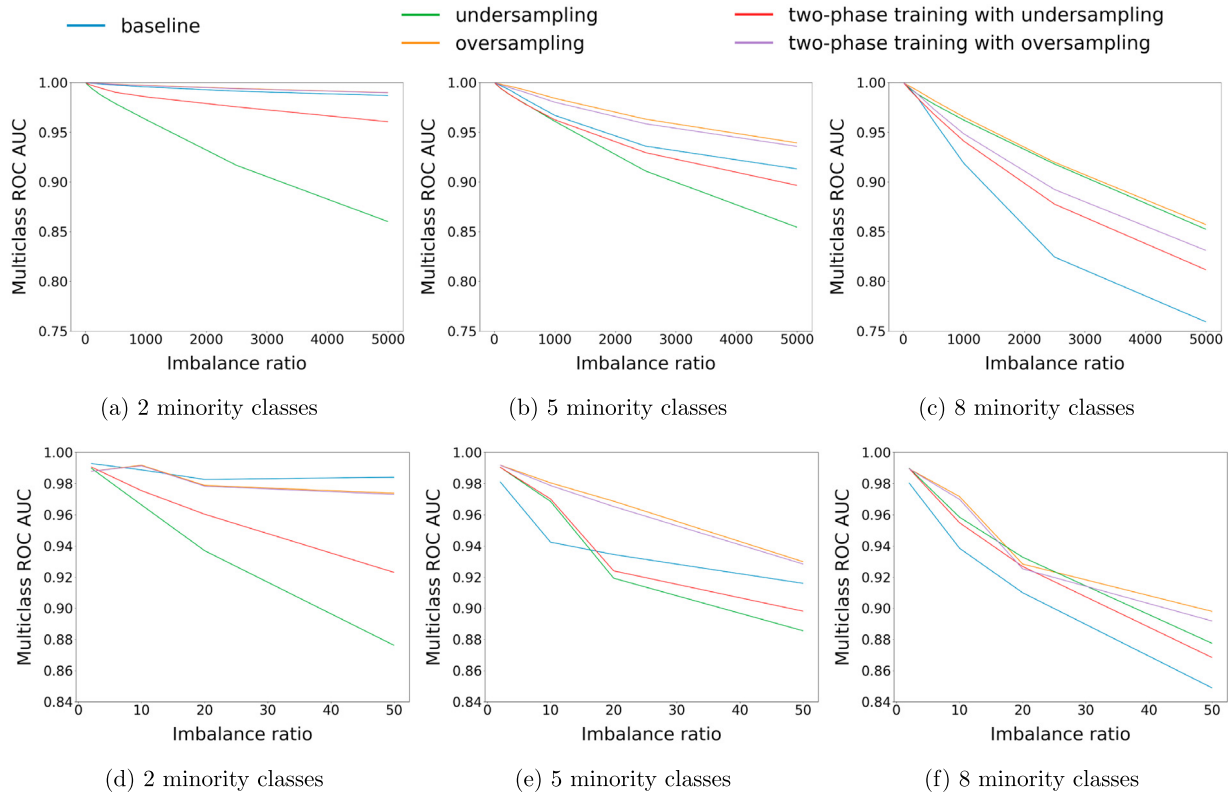 baseline
undersampling
oversampling
two-phase training with undersampling
two-phase training with oversampling
Multiclass ROC AUC
1.00
0.95
0.90
0.85
0.80
0.75
0 1000 2000 3000 4000 5000
Imbalance ratio
(a) 2 minority classes
Multiclass ROC AUC
1.00
0.95
0.90
0.85
0.80
0.75
0 1000 2000 3000 4000 5000
Imbalance ratio
(b) 5 minority classes
Multiclass ROC AUC
1.00
0.95
0.90
0.85
0.80
0.75
0 1000 2000 3000 4000 5000
Imbalance ratio
(c) 8 minority classes
Multiclass ROC AUC
1.00
0.98
0.96
0.94
0.92
0.90
0.88
0.86
0.84
0 10 20 30 40 50
Imbalance ratio
(d) 2 minority classes
Multiclass ROC AUC
1.00
0.98
0.96
0.94
0.92
0.90
0.88
0.86
0.84
0 10 20 30 40 50
Imbalance ratio
(e) 5 minority classes
Multiclass ROC AUC
1.00
0.98
0.96
0.94
0.92
0.90
0.88
0.86
0.84
0 10 20 30 40 50
Imbalance ratio
(f) 8 minority classes